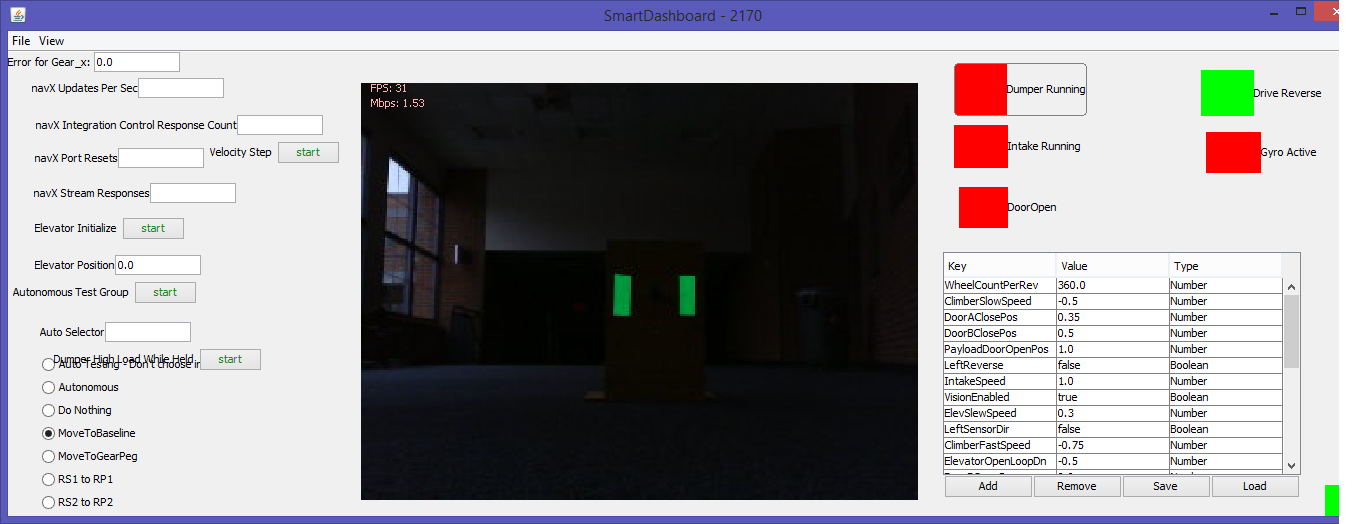 SmartDashboard - 2170
File View
Error for Gear_x: 0.0
navX Updates Per Sec
navX Integration Control Response Count
navX Port Resets
Velocity Step start
navX Stream Responses
Elevator Initialize start
Elevator Position 0.0
Autonomous Test Group start
Auto Selector
Dumper High Load While Held start
Auto Testing - Don't choose
Autonomous
Do Nothing
MoveToBaseline
MoveToGearPeg
RS1 to RP1
RS2 to RP2
FPS: 31
Mbps: 1.53
Dumper Running
Drive Reverse
Intake Running
Gyro Active
DoorOpen
Key Value Type
WheelCountPerRev 360.0 Number
ClimberSlowSpeed -0.5 Number
DoorAClosePos 0.35 Number
DoorBClosePos 0.5 Number
PayloadDoorOpenPos 1.0 Number
LeftReverse false Boolean
IntakeSpeed 1.0 Number
VisionEnabled true Boolean
ElevSlewSpeed 0.3 Number
LeftSensorDir false Boolean
ClimberFastSpeed -0.75 Number
ElevatorOpenLoopDn -0.5 Number
Add Remove Save Load